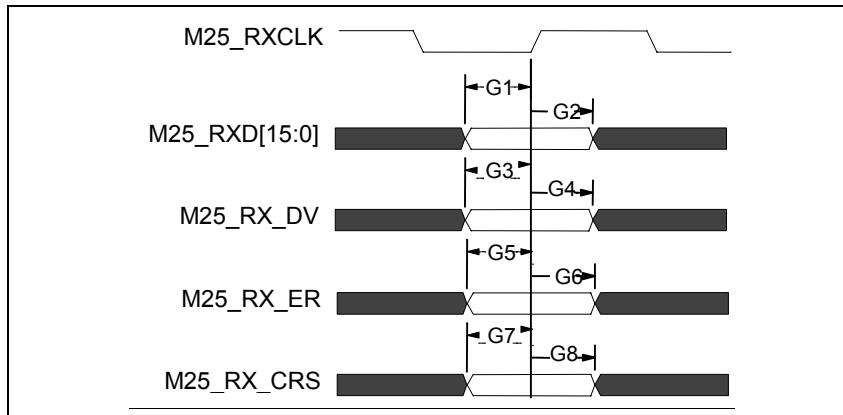 M25_RXCLK
G1
G2
M25_RXD[15:0]
G3
G4
M25_RX_DV
G5
G6
M25_RX_ER
G7
G8
M25_RX_CRS